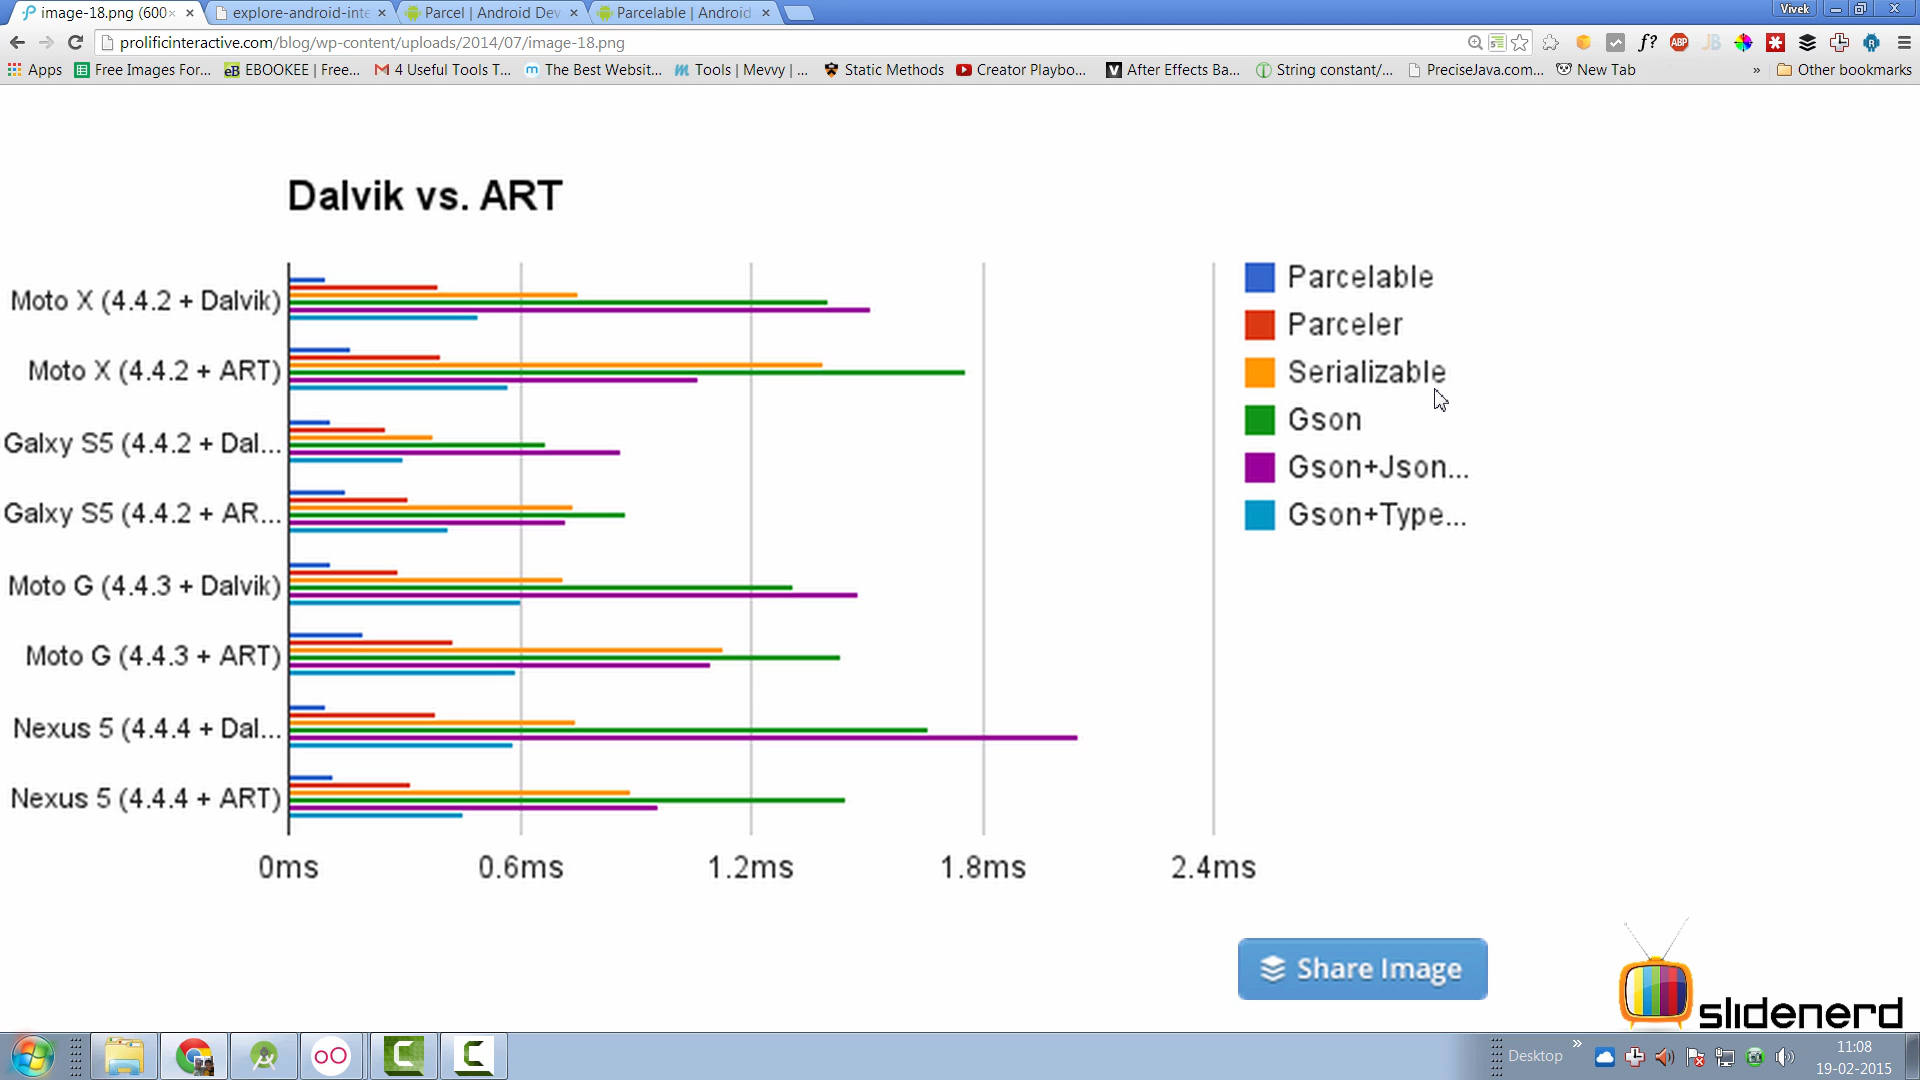 image-18.png (600×
explore-android-inte
Parcel | Android Dev
Parcelable | Android
Vivek
prolificinteractive.com/blog/wp-content/uploads/2014/07/image-18.png
f?
ABP
JB
Apps
Free Images For...
eB EBOOKEE | Free...
4 Useful Tools T...
m The Best Websit...
Tools | Mevvy | ...
Static Methods
Creator Playbo...
V After Effects Ba...
String constant/...
PreciseJava.com...
New Tab
»
Other bookmarks
Dalvik vs. ART
Moto X (4.4.2 + Dalvik)
Moto X (4.4.2 + ART)
Galxy S5 (4.4.2 + Dal...
Galxy S5 (4.4.2 + AR...
Moto G (4.4.3 + Dalvik)
Moto G (4.4.3 + ART)
Nexus 5 (4.4.4 + Dal...
Nexus 5 (4.4.4 + ART)
0ms 0.6ms 1.2ms 1.8ms 2.4ms
Parcelable
Parceler
Serializable
Gson
Gson+Json...
Gson+Type...
Share Image
slidenerd
Desktop »
11:08
19-02-2015